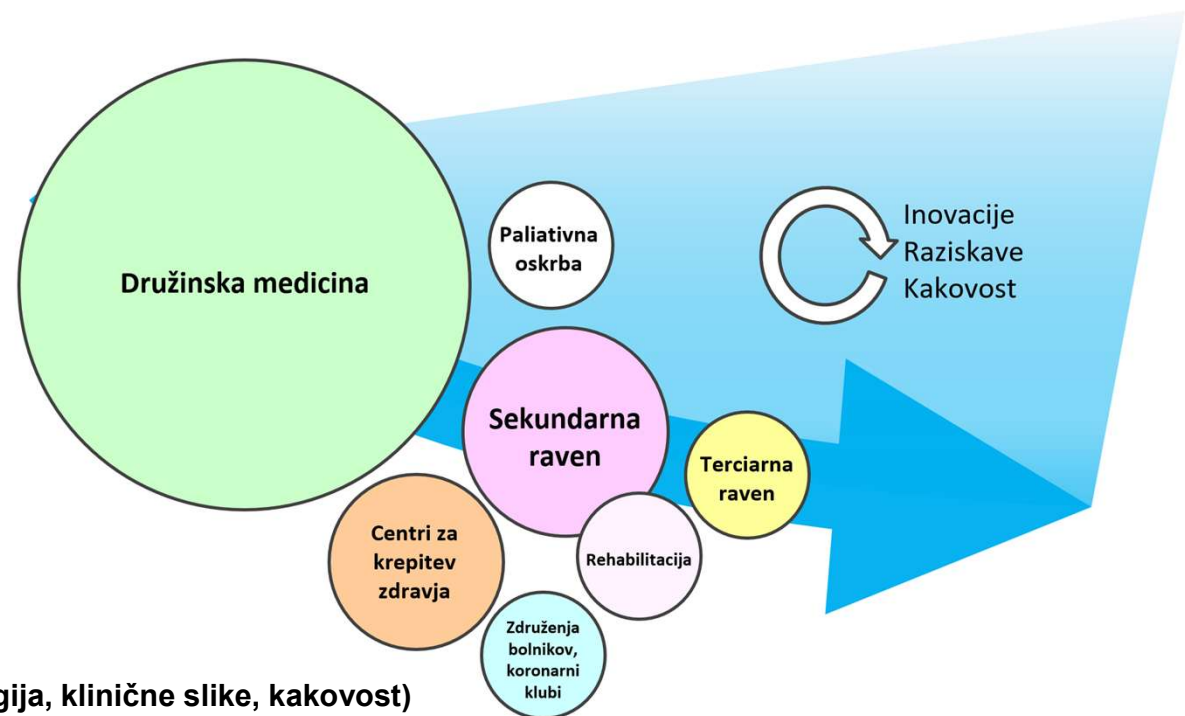 Družinska medicina
Paliativna
oskrba
Inovacije
Raziskave
Kakovost
Sekundarna
raven
Terciarna
raven
Centri za
krepitev
zdravja
Rehabilitacija
Združenja
bolnikov,
koronarni
klubi
gija, klinične slike, kakovost)